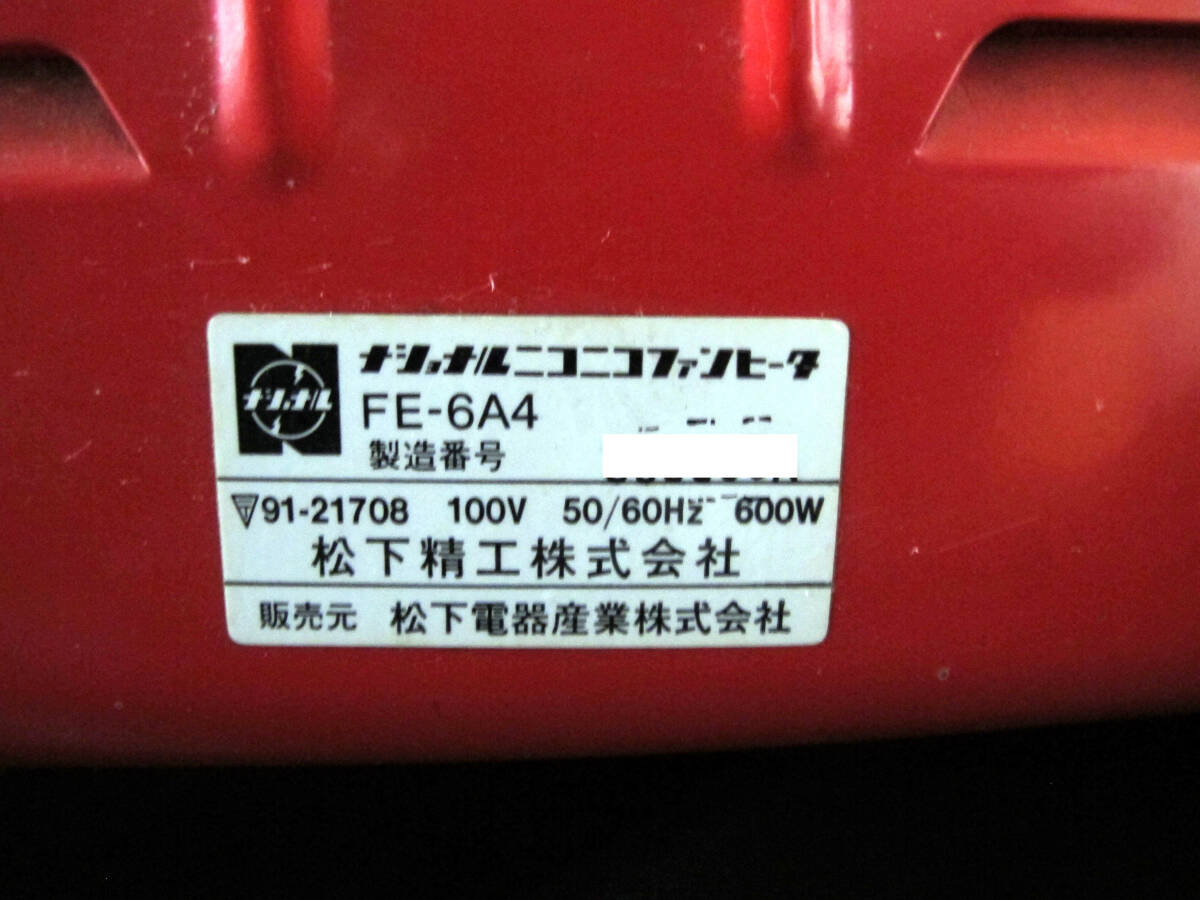 ナショナル
ナショナルニコニコファンヒータ
FE-6A4
製造番号
▽91-21708 100V 50/60Hz 600W
松下精工株式会社
販売元 松下電器産業株式会社